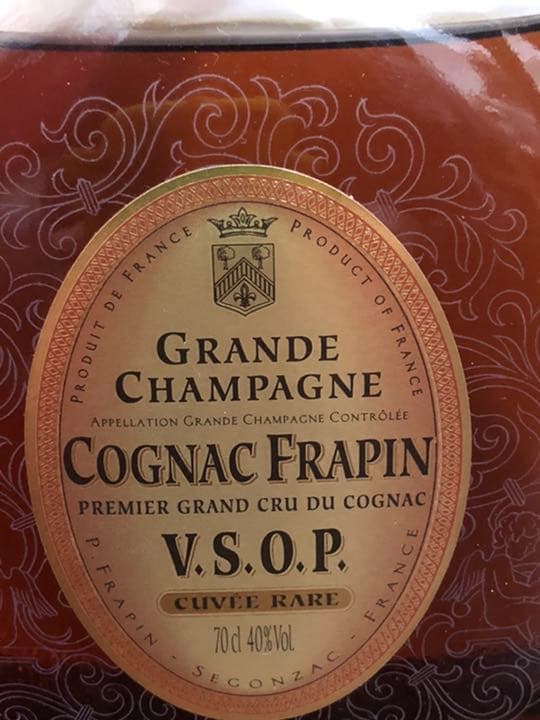 PRODUIT DE FRANCE
PRODUCT OF FRANCE
GRANDE
CHAMPAGNE
APPELLATION GRANDE CHAMPAGNE CONTRÔLÉE
COGNAC FRAPIN
PREMIER GRAND CRU DU COGNAC
V.S.O.P.
CUVÉE RARE
70 cl 40% Vol.
P. FRAPIN - SEGONZAC - FRANCE